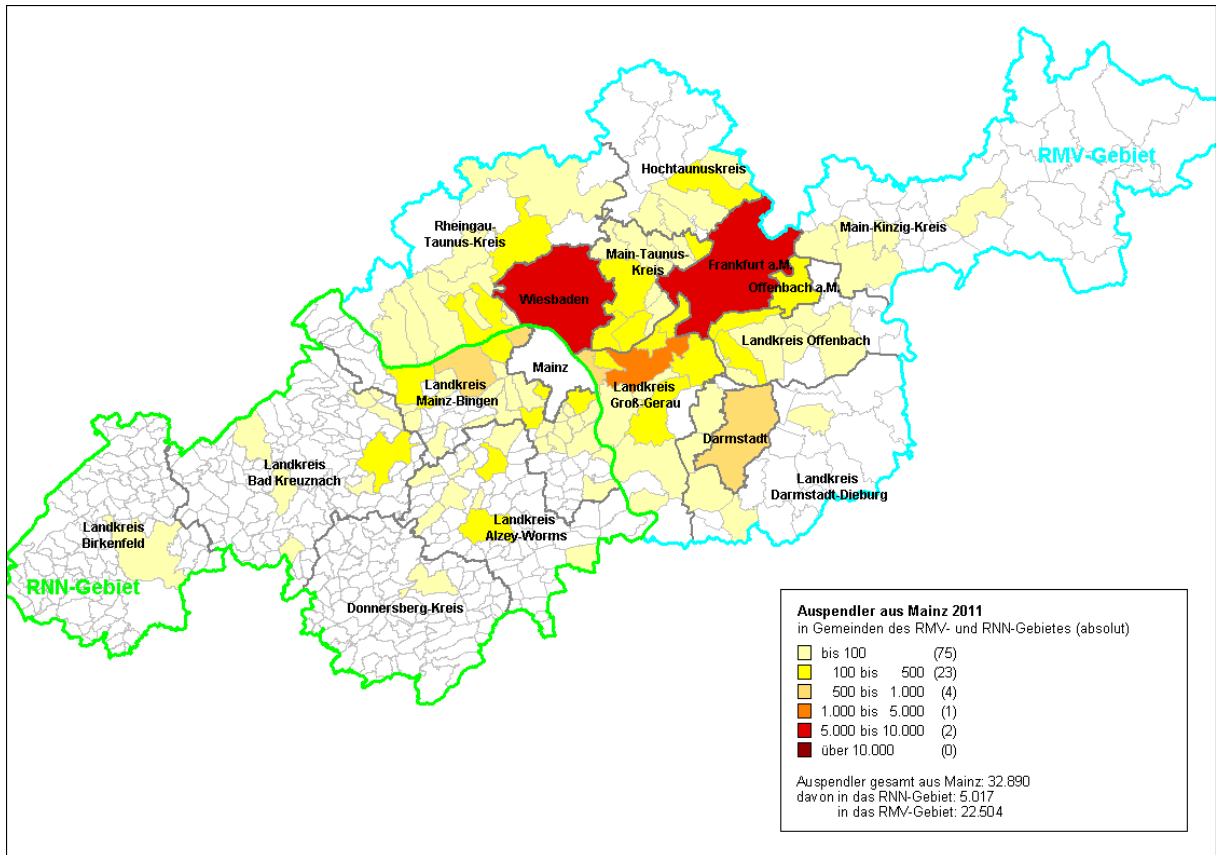 RMV-Gebiet
Hochtaunuskreis
Main-Kinzig-Kreis
Rheingau-
Taunus-Kreis
Main-Taunus-
Kreis
Frankfurt a.M.
Offenbach a.M.
Wiesbaden
Landkreis Offenbach
Mainz
Landkreis
Mainz-Bingen
Landkreis
Groß-Gerau
Darmstadt
Landkreis
Bad Kreuznach
Landkreis
Darmstadt-Dieburg
Landkreis
Birkenfeld
Landkreis
Alzey-Worms
RNN-Gebiet
Donnersberg-Kreis
Auspendler aus Mainz 2011
in Gemeinden des RMV- und RNN-Gebietes (absolut)
bis 100 (75)
100 bis 500 (23)
500 bis 1.000 (4)
1.000 bis 5.000 (1)
5.000 bis 10.000 (2)
über 10.000 (0)
Auspendler gesamt aus Mainz: 32.890
davon in das RNN-Gebiet: 5.017
in das RMV-Gebiet: 22.504